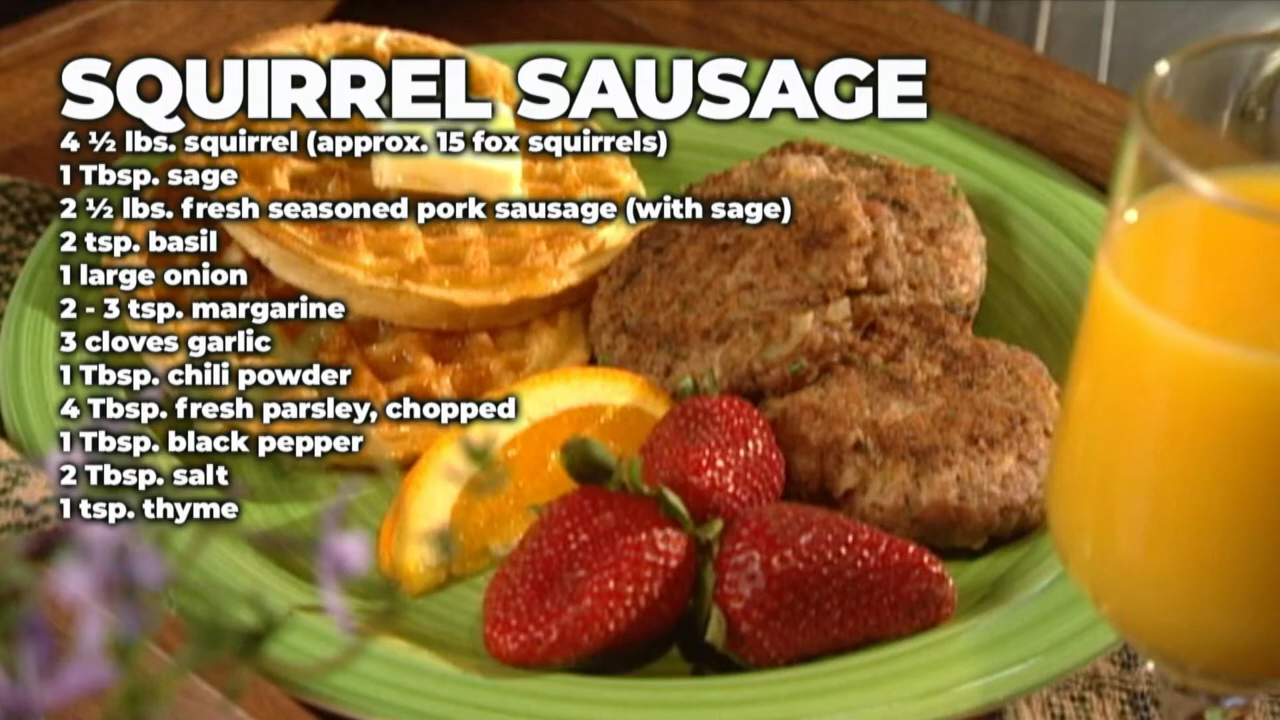 SQUIRREL SAUSAGE
4 ½ lbs. squirrel (approx. 15 fox squirrels)
1 Tbsp. sage
2 ½ lbs. fresh seasoned pork sausage (with sage)
2 tsp. basil
1 large onion
2 - 3 tsp. margarine
3 cloves garlic
1 Tbsp. chili powder
4 Tbsp. fresh parsley, chopped
1 Tbsp. black pepper
2 Tbsp. salt
1 tsp. thyme